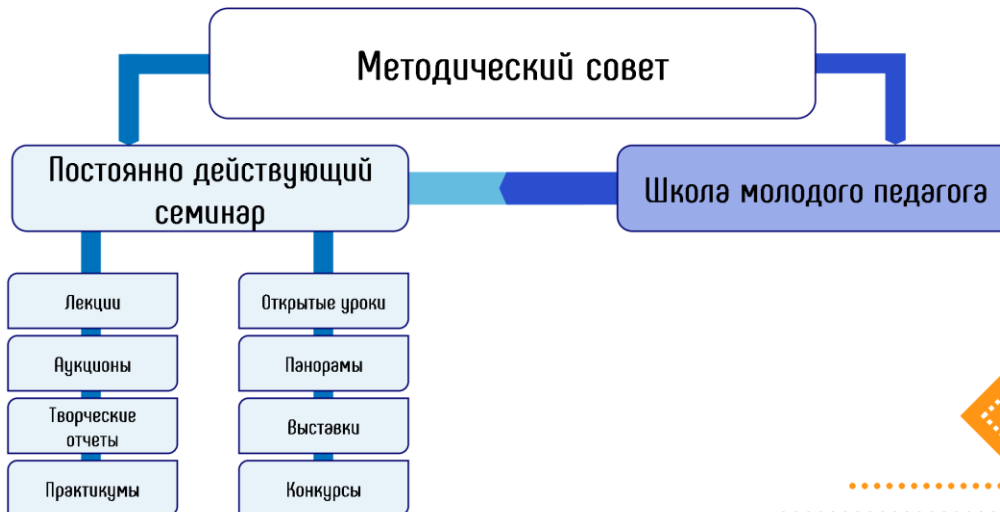 Методический совет
Постоянно действующий
семинар
Школа молодого педагога
Лекции
Аукционы
Творческие
отчеты
Практикумы
Открытые уроки
Панорамы
Выставки
Конкурсы